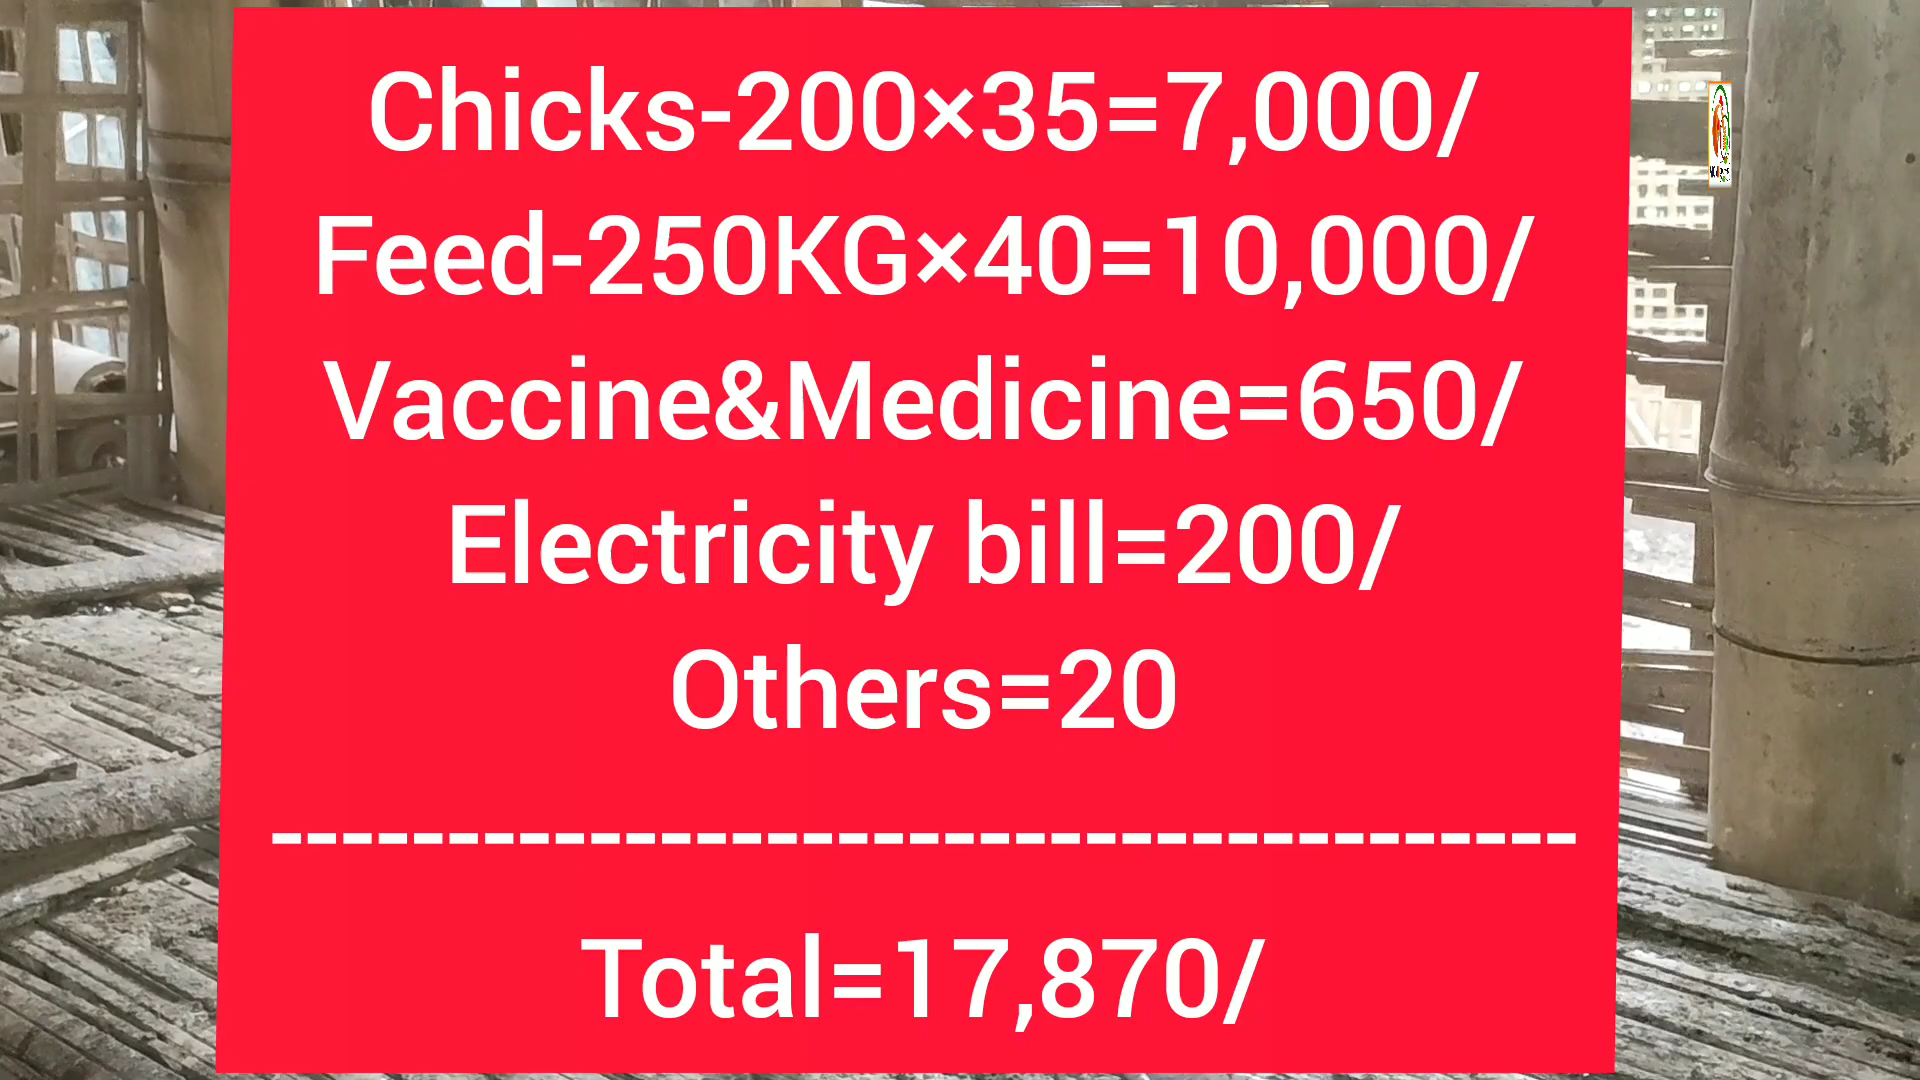 Chicks-200×35=7,000/
Feed-250KG×40=10,000/
Vaccine&Medicine=650/
Electricity bill=200/
Others=20
-------------------------------------
Total=17,870/